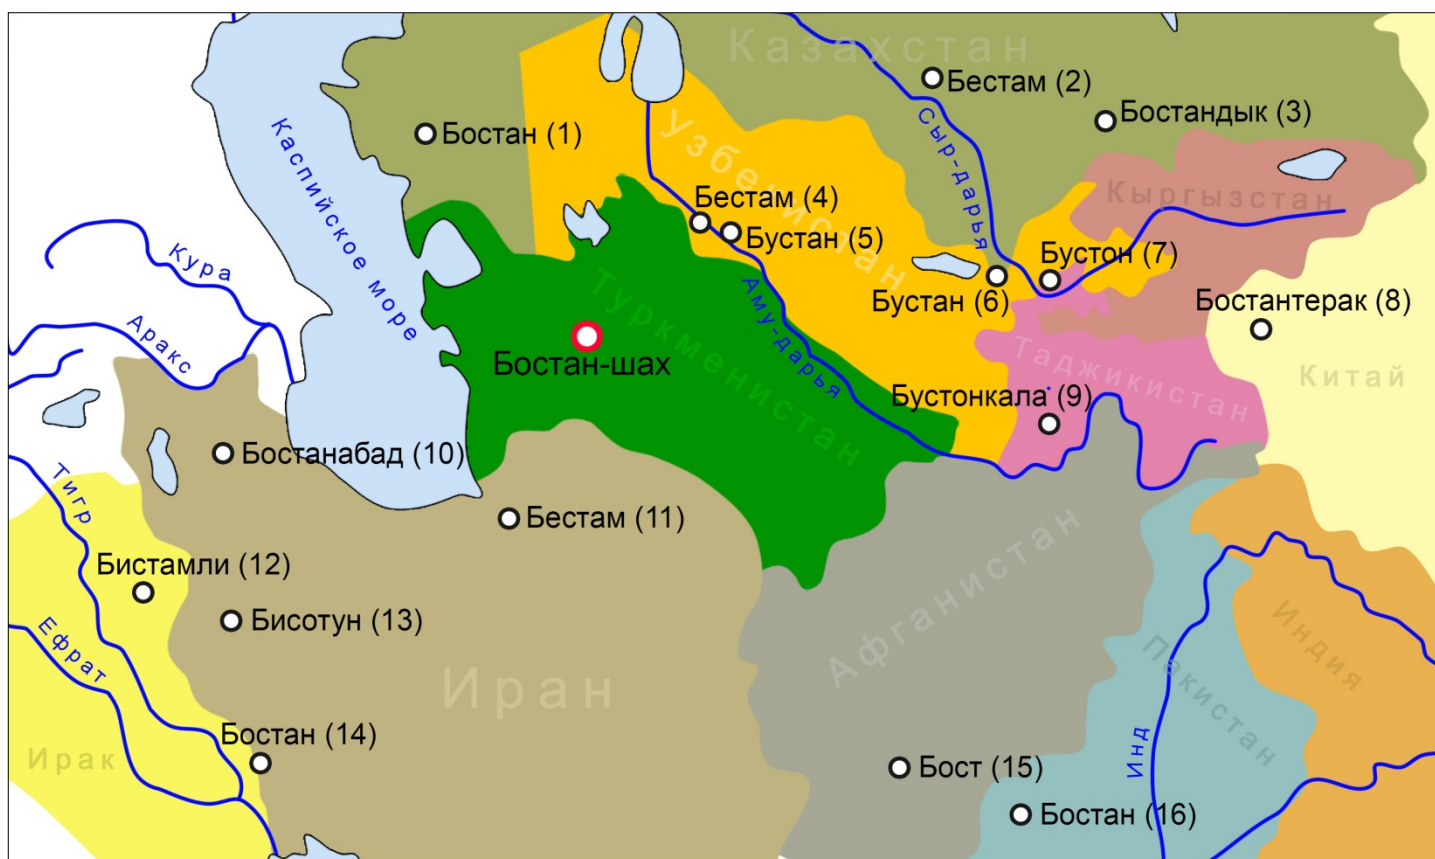 Казахстан
Бестам (2)
Бостандык (3)
Бостан (1)
Каспийское море
Узбекистан
Сыр-дарья
Кыргызстан
Бестам (4)
Бустан (5)
Кура
Бустон (7)
Бустан (6)
Аракс
Туркменистан
Аму-дарья
Бостантерак (8)
Бостан-шах
Таджикистан
Китай
Бустонкала (9)
Бостанабад (10)
Тигр
Бестам (11)
Афганистан
Бистамли (12)
Бисотун (13)
Ефрат
Индия
Пакистан
Иран
Бостан (14)
Ирак
Инд
Бост (15)
Бостан (16)